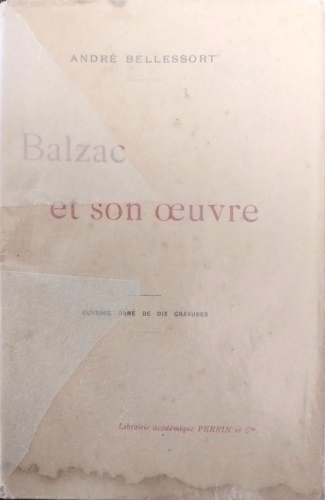 ANDRÉ BELLESSORT
Balzac
et son œuvre
OUVRAGE ORNÉ DE DIX GRAVURES
Librairie académique PERRIN et Cie